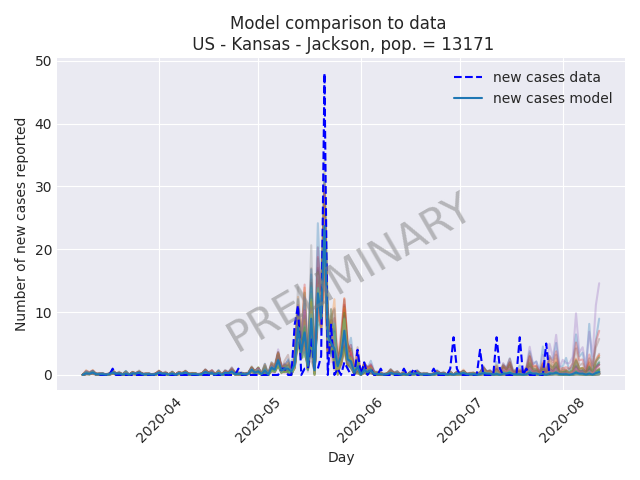 Model comparison to data
US - Kansas - Jackson, pop. = 13171
50
40
30
20
10
0
Number of new cases reported
new cases data
new cases model
PRELIMINARY
2020-04
2020-05
2020-06
2020-07
2020-08
Day